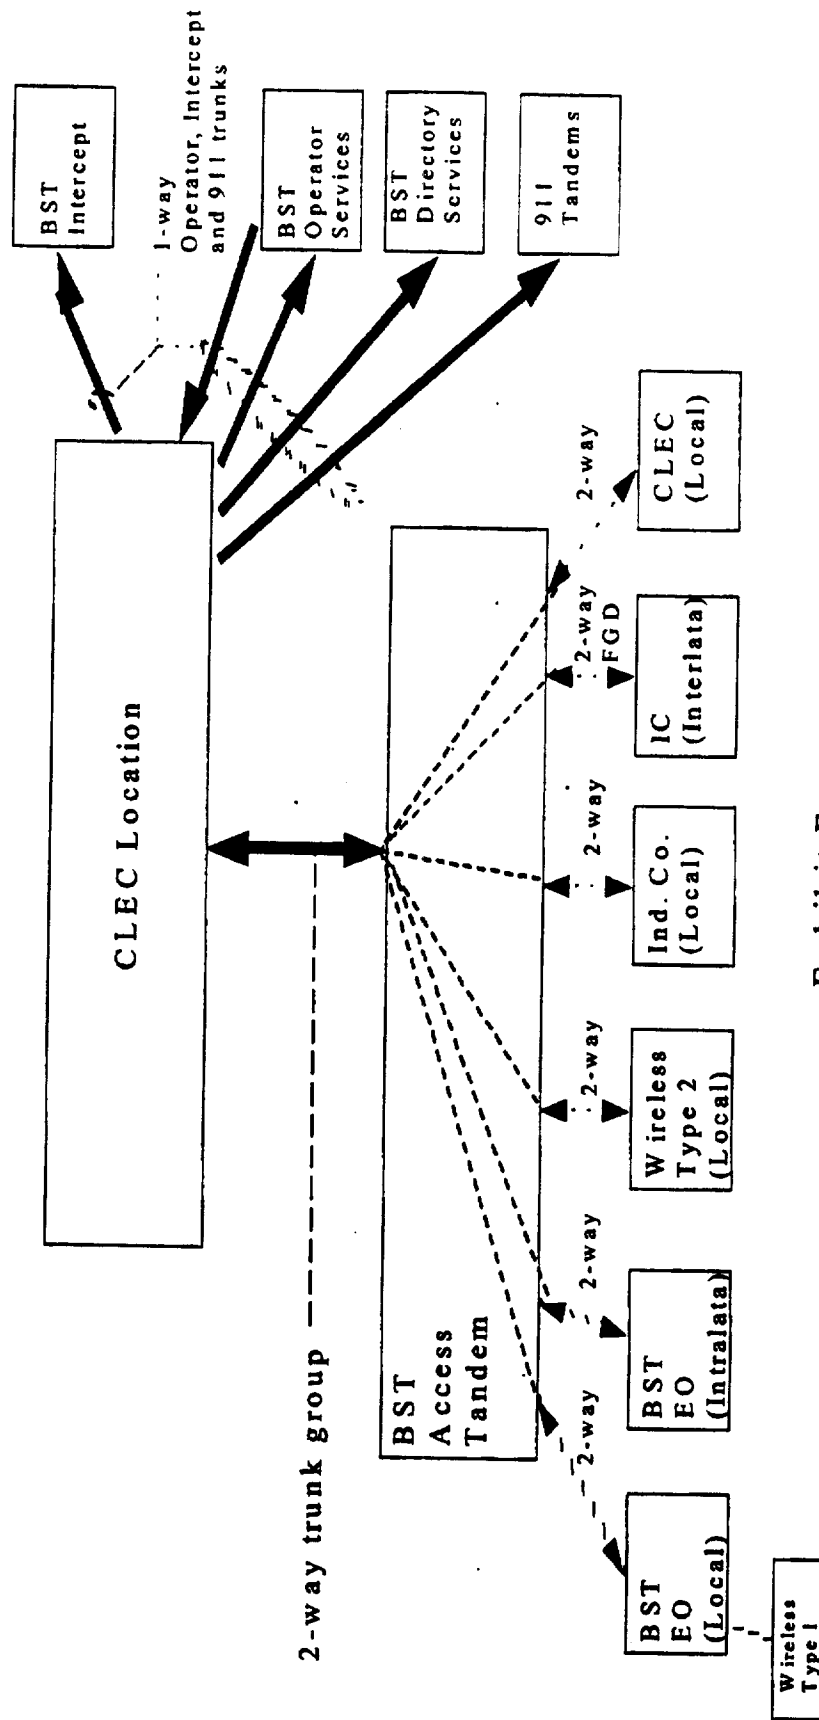 CLEC Location
BST
Intercept
1-way
Operator, Intercept
and 911 trunks
BST
Operator
Services
BST
Directory
Services
911
Tandems
2-way trunk group
BST
Access
Tandem
2-way
2-way
2-way
2-way
2-way
FGD
2-way
BST
EO
(Local)
BST
EO
(Intralata)
Wireless
Type 2
(Local)
Ind. Co.
(Local)
IC
(Interlata)
CLEC
(Local)
Wireless
Type 1